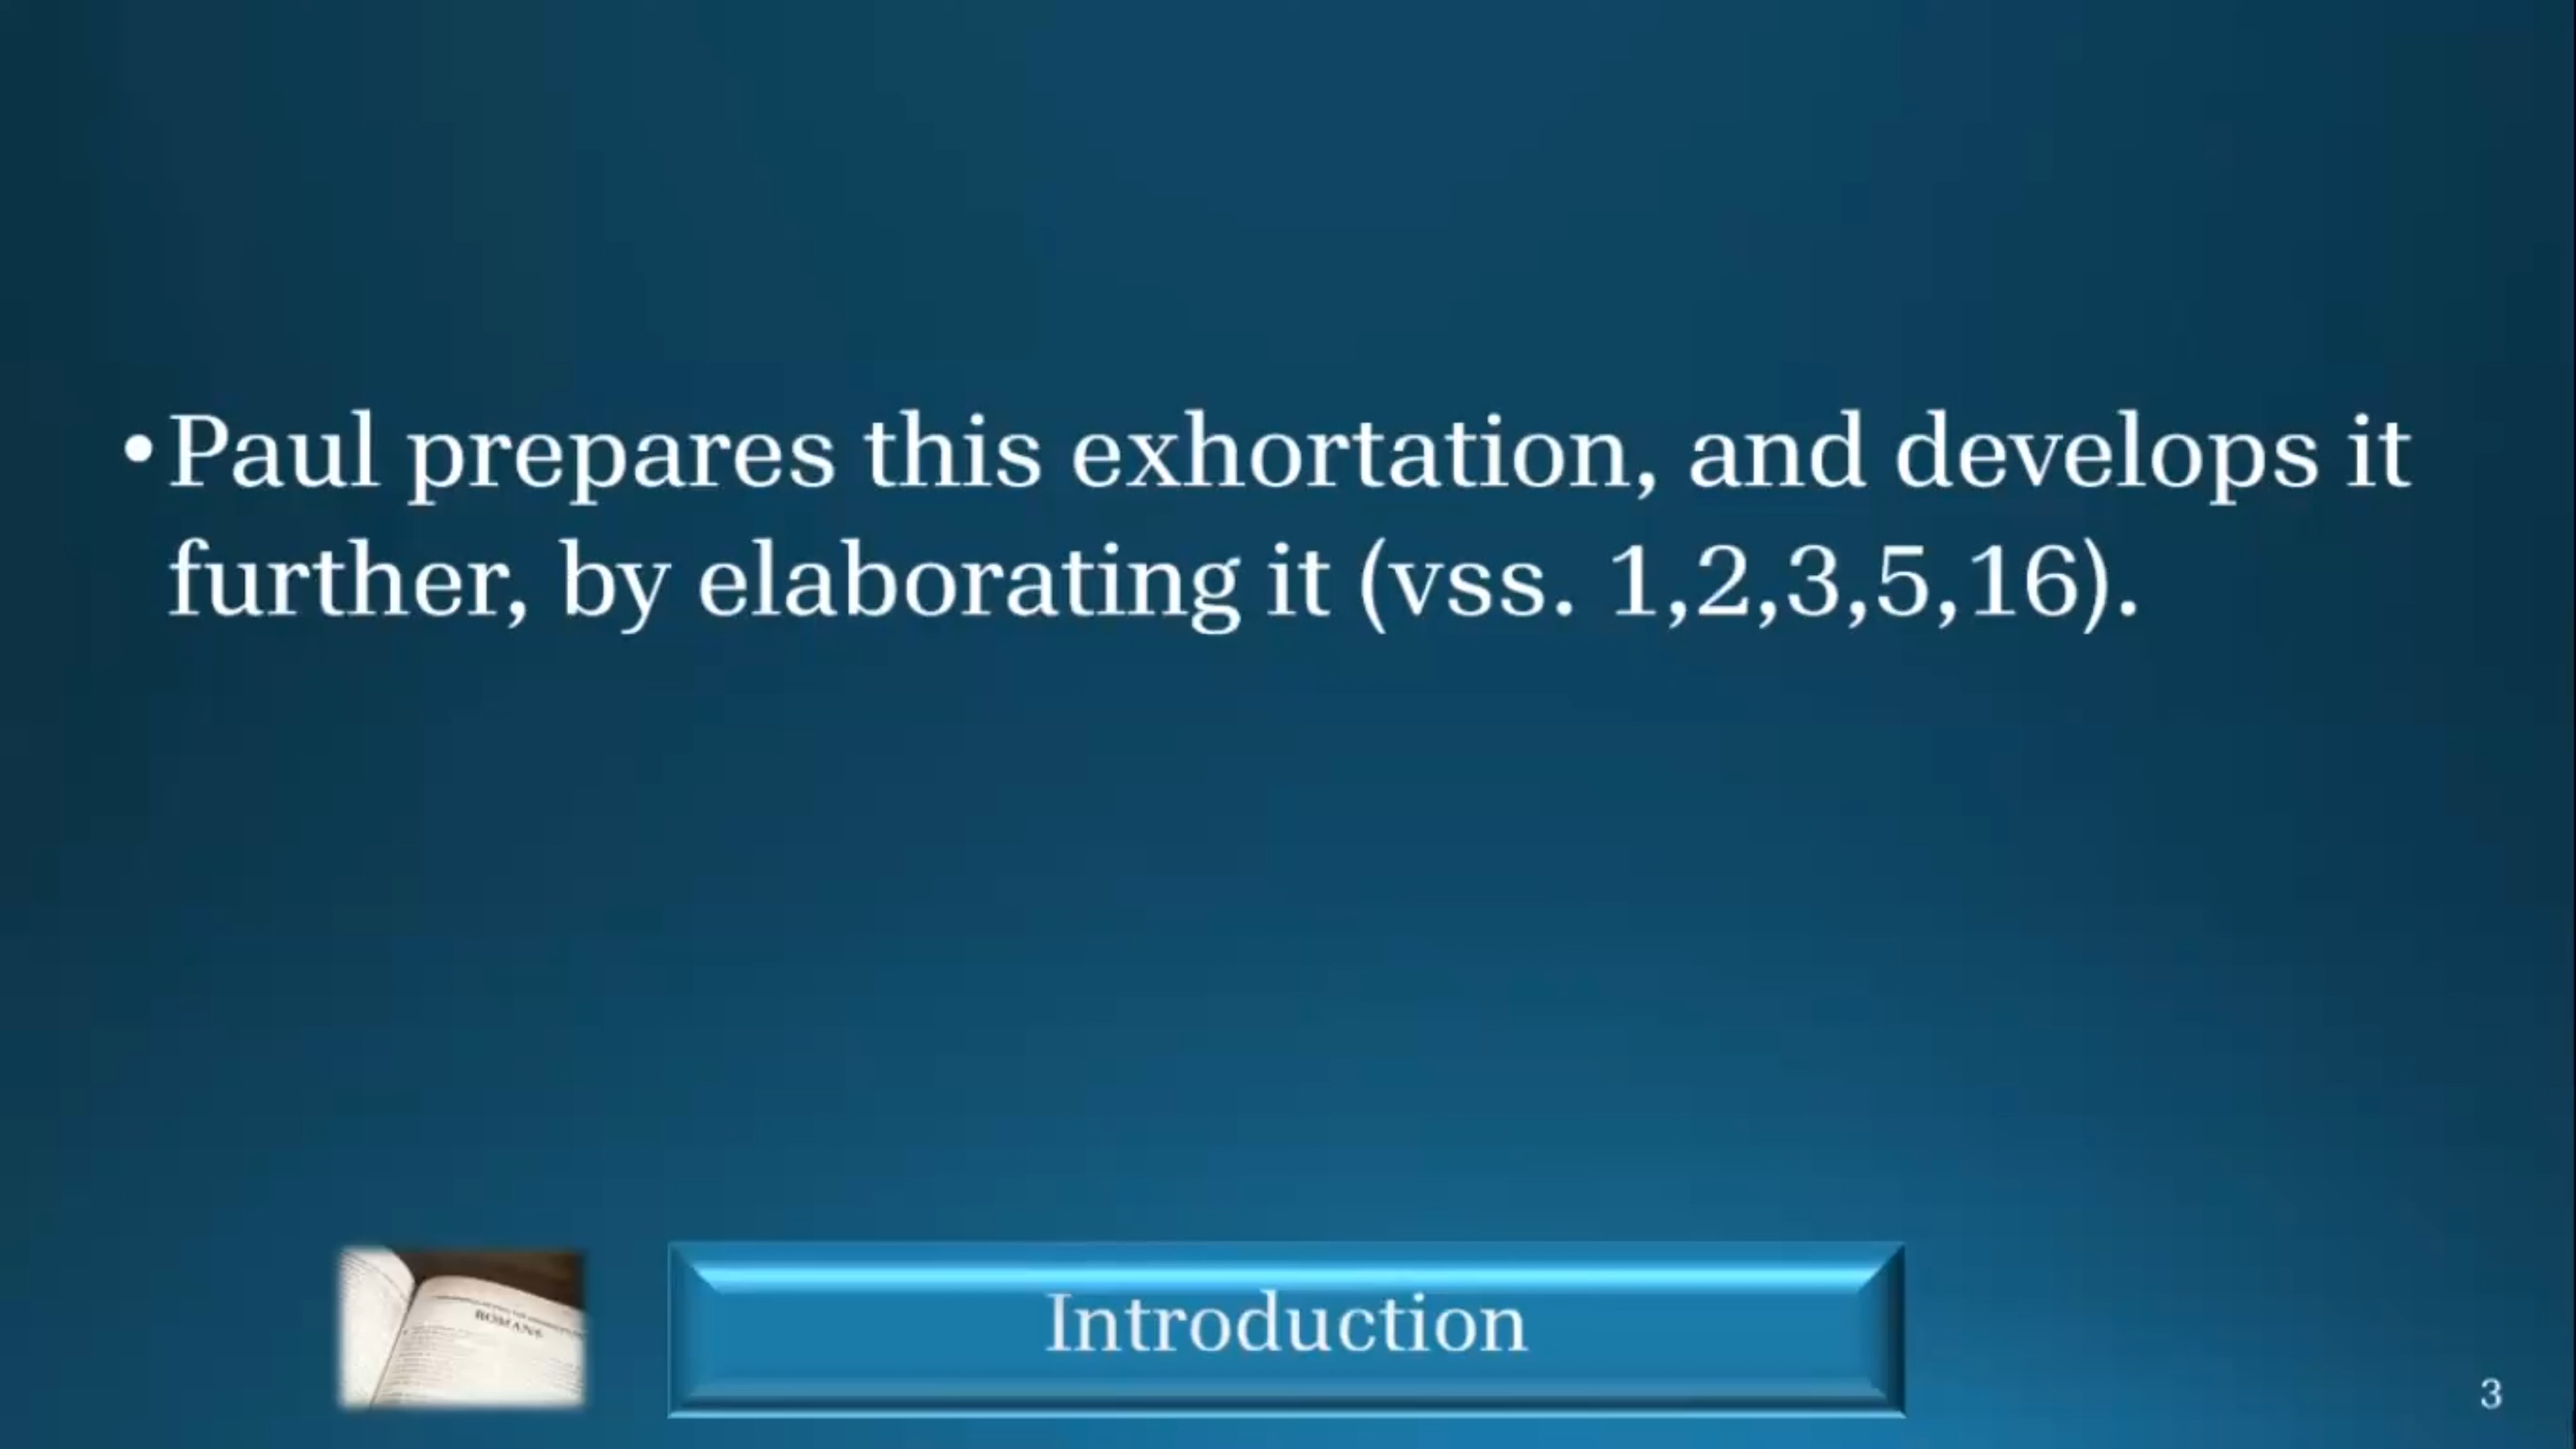 •Paul prepares this exhortation, and develops it
further, by elaborating it (vss. 1,2,3,5,16).
ROMANS
Introduction
3